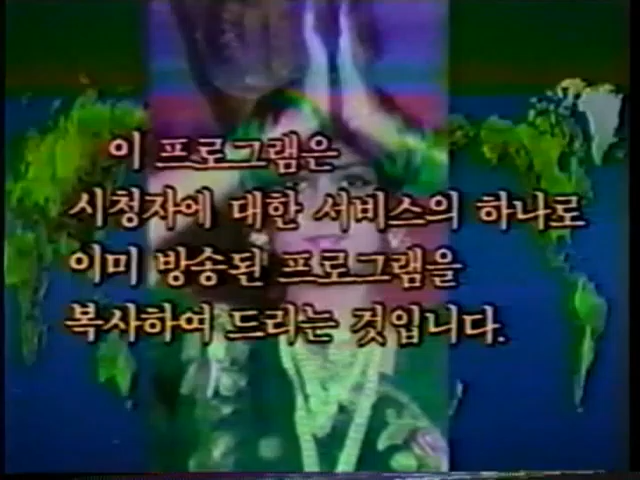 이 프로그램은
시청자에 대한 서비스의 하나로
이미 방송된 프로그램을
복사하여 드리는 것입니다.